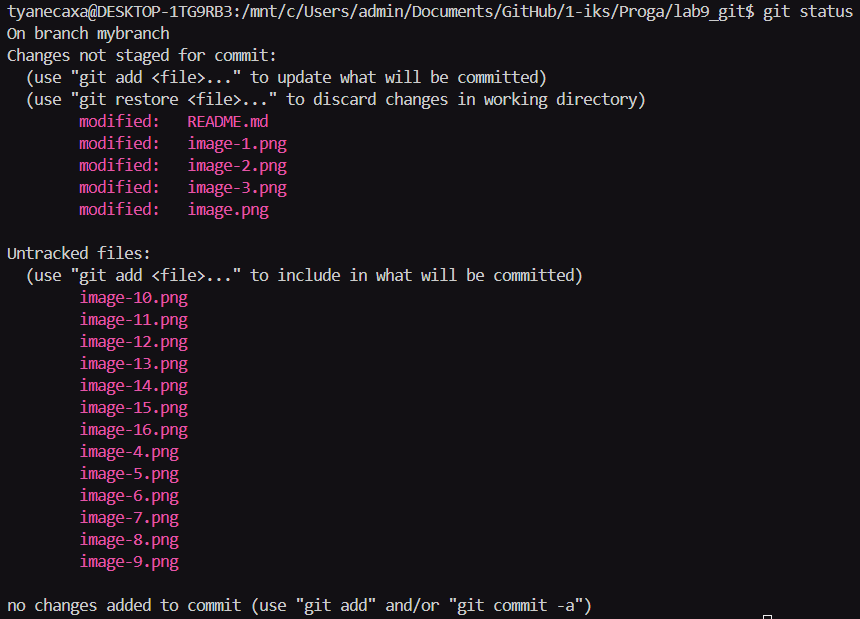 tyanecaxa@DESKTOP-1TG9RB3:/mnt/c/Users/admin/Documents/GitHub/1-iks/Proga/lab9_git$ git status
On branch mybranch
Changes not staged for commit:
  (use "git add <file>..." to update what will be committed)
  (use "git restore <file>..." to discard changes in working directory)
        modified:   README.md
        modified:   image-1.png
        modified:   image-2.png
        modified:   image-3.png
        modified:   image.png

Untracked files:
  (use "git add <file>..." to include in what will be committed)
        image-10.png
        image-11.png
        image-12.png
        image-13.png
        image-14.png
        image-15.png
        image-16.png
        image-4.png
        image-5.png
        image-6.png
        image-7.png
        image-8.png
        image-9.png

no changes added to commit (use "git add" and/or "git commit -a")